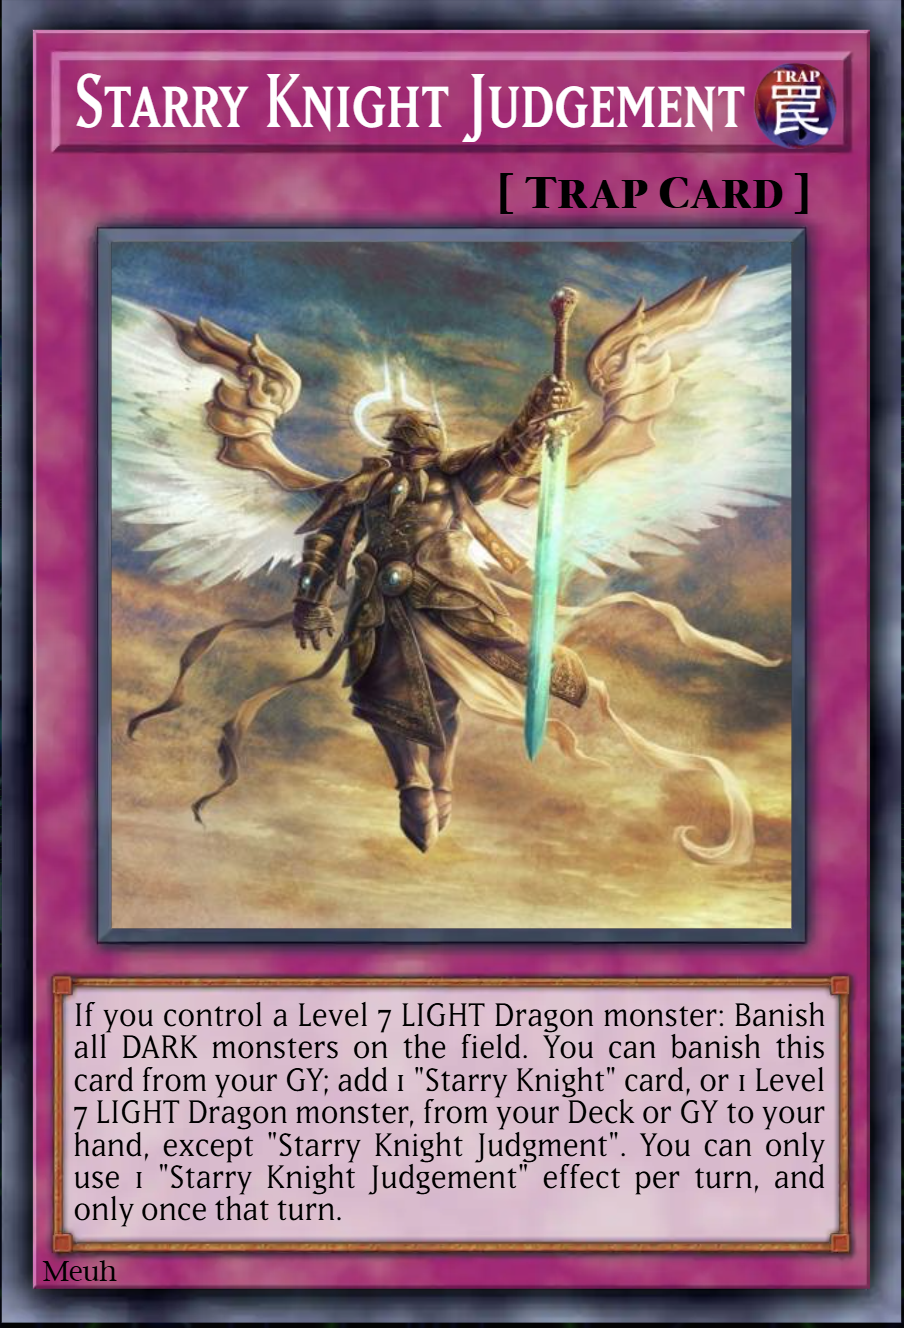 Starry Knight Judgement
TRAP
罠
[ Trap Card ]
If you control a Level 7 LIGHT Dragon monster: Banish
all DARK monsters on the field. You can banish this
card from your GY; add 1 "Starry Knight" card, or 1 Level
7 LIGHT Dragon monster, from your Deck or GY to your
hand, except "Starry Knight Judgment". You can only
use 1 "Starry Knight Judgement" effect per turn, and
only once that turn.
Meuh